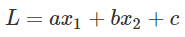 L = ax₁ + bx₂ + c